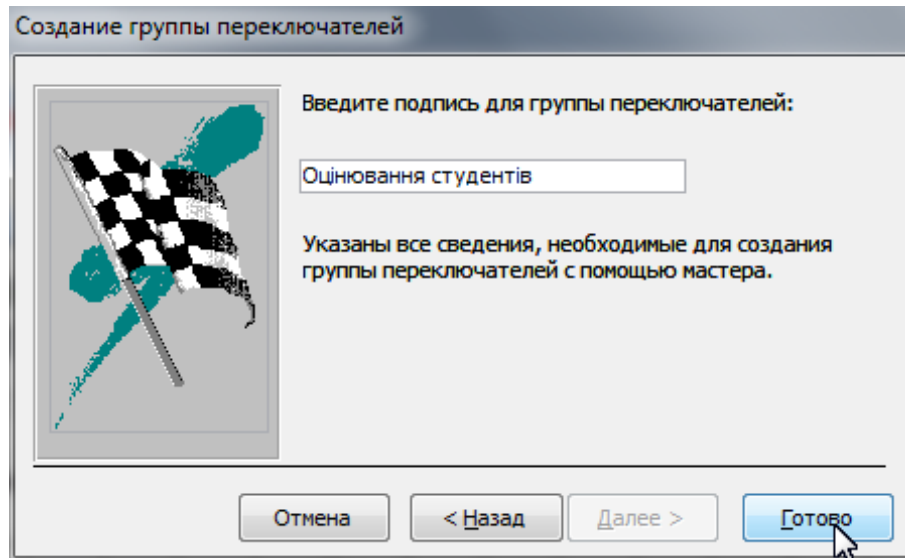 Создание группы переключателей
Введите подпись для группы переключателей:
Оцінювання студентів
Указаны все сведения, необходимые для создания
группы переключателей с помощью мастера.
Отмена
< Назад
Далее >
Готово